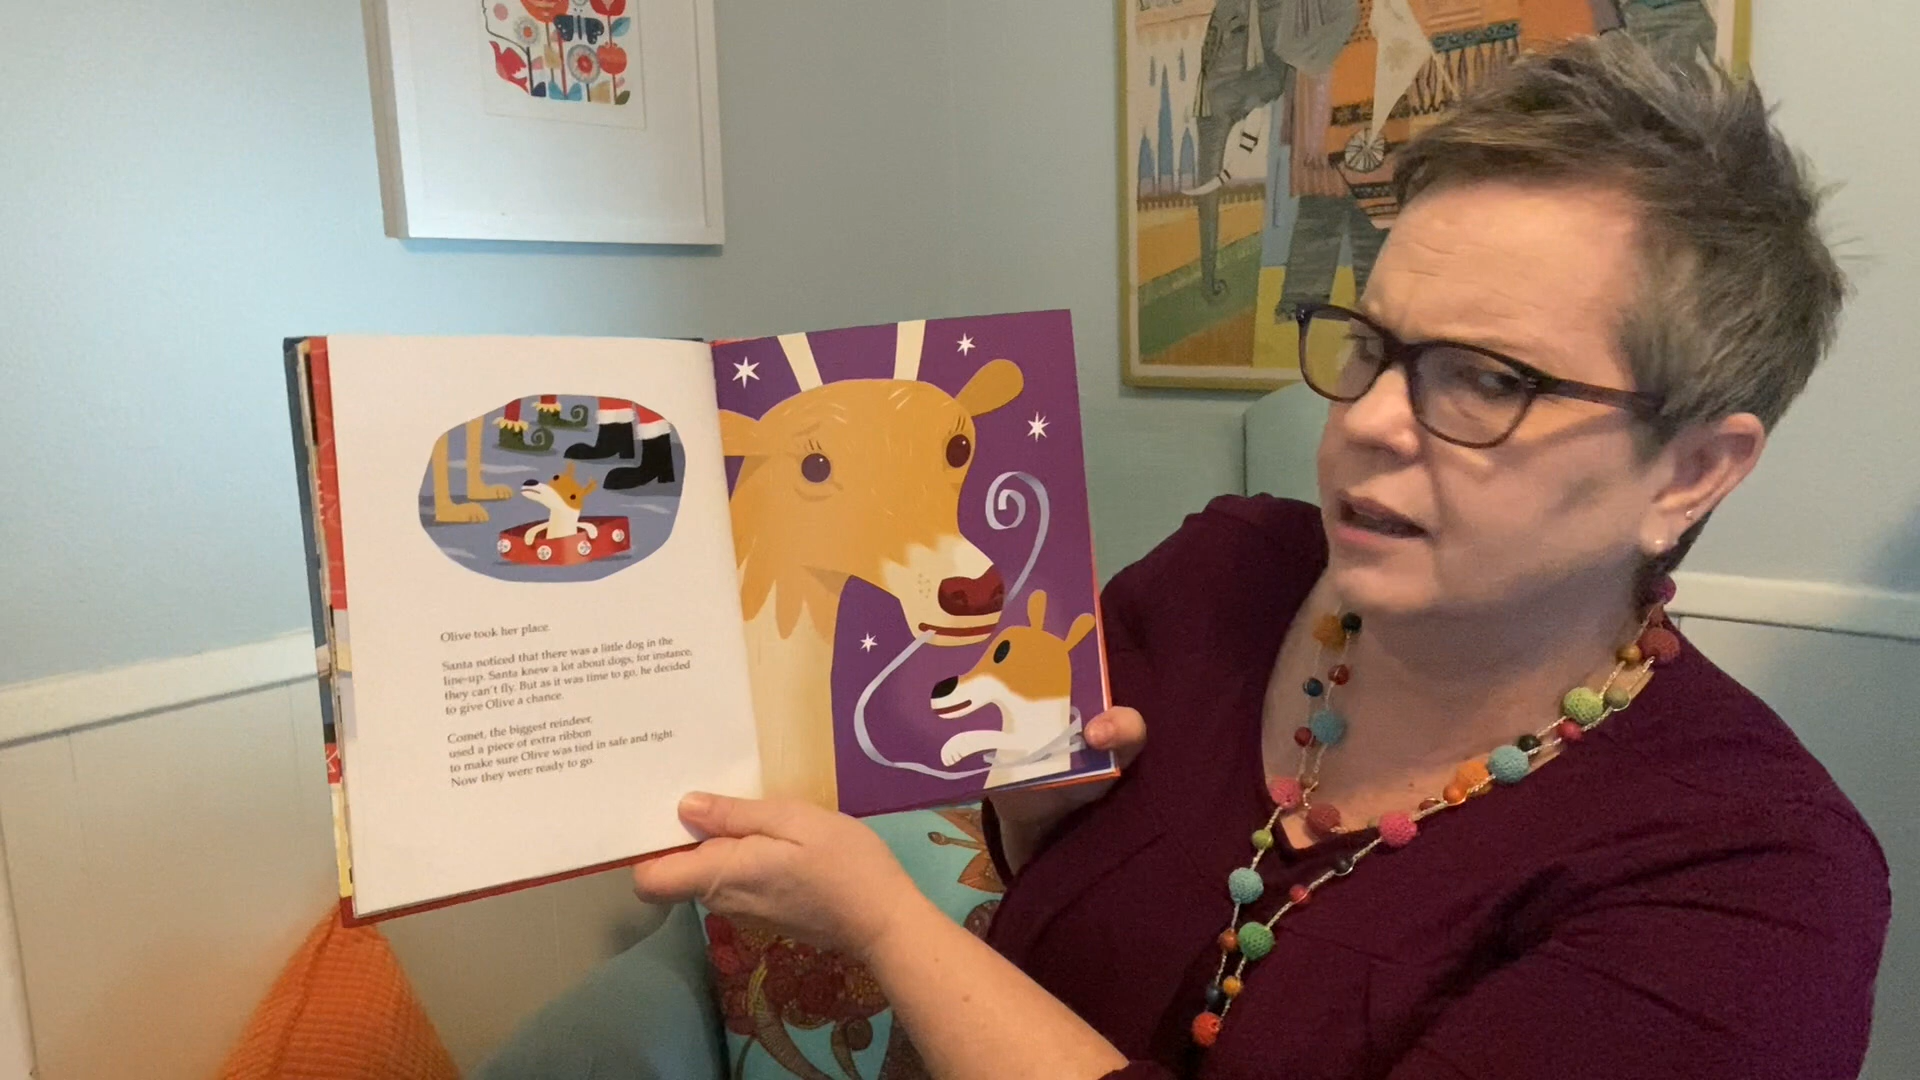 Olive took her place.
Santa noticed that there was a little dog in the
line-up. Santa knew a lot about dogs, for instance,
they can't fly. But as it was time to go, he decided
to give Olive a chance.
Comet, the biggest reindeer,
used a piece of extra ribbon
to make sure Olive was tied in safe and tight.
Now they were ready to go.